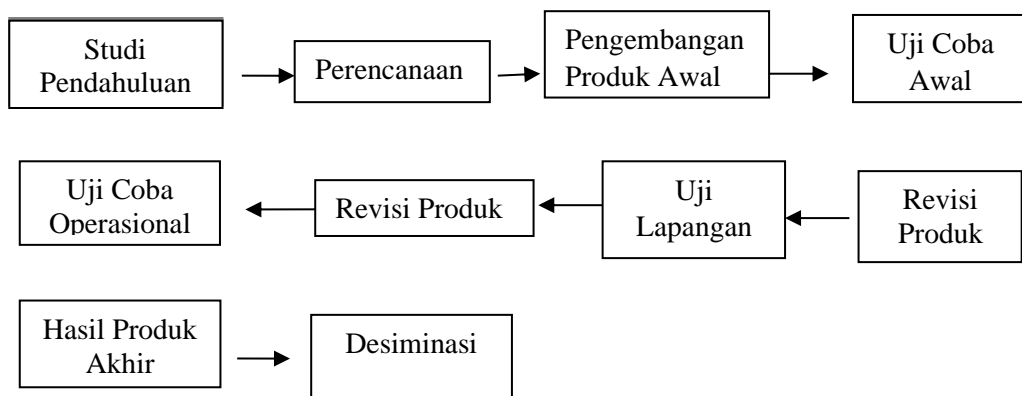 Studi
Pendahuluan
Perencanaan
Pengembangan
Produk Awal
Uji Coba
Awal
Uji Coba
Operasional
Revisi Produk
Uji
Lapangan
Revisi
Produk
Hasil Produk
Akhir
Desiminasi